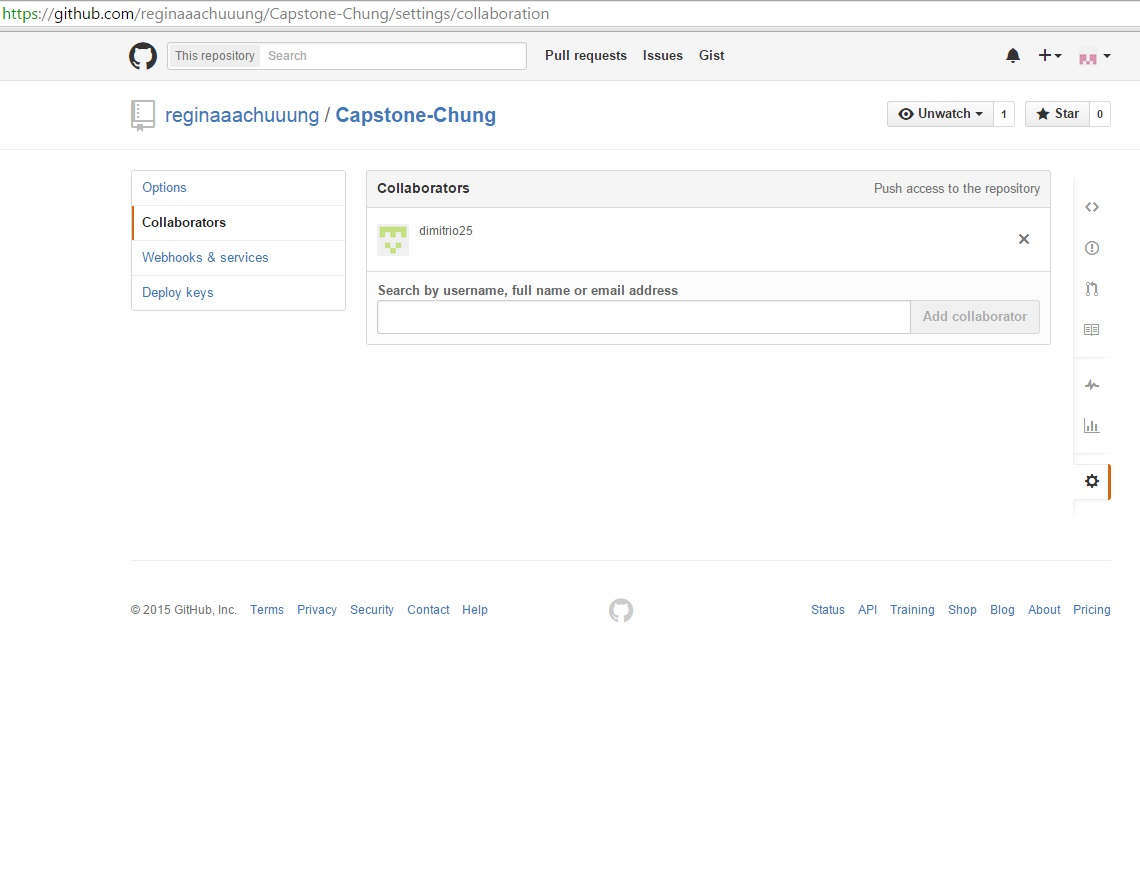 https://github.com/reginaaachuuung/Capstone-Chung/settings/collaboration
This repository Search Pull requests Issues Gist
reginaaachuuung / Capstone-Chung Unwatch 1 Star 0
Options
Collaborators
Webhooks & services
Deploy keys
Collaborators Push access to the repository
dimitrio25
Search by username, full name or email address
Add collaborator
© 2015 GitHub, Inc. Terms Privacy Security Contact Help Status API Training Shop Blog About Pricing